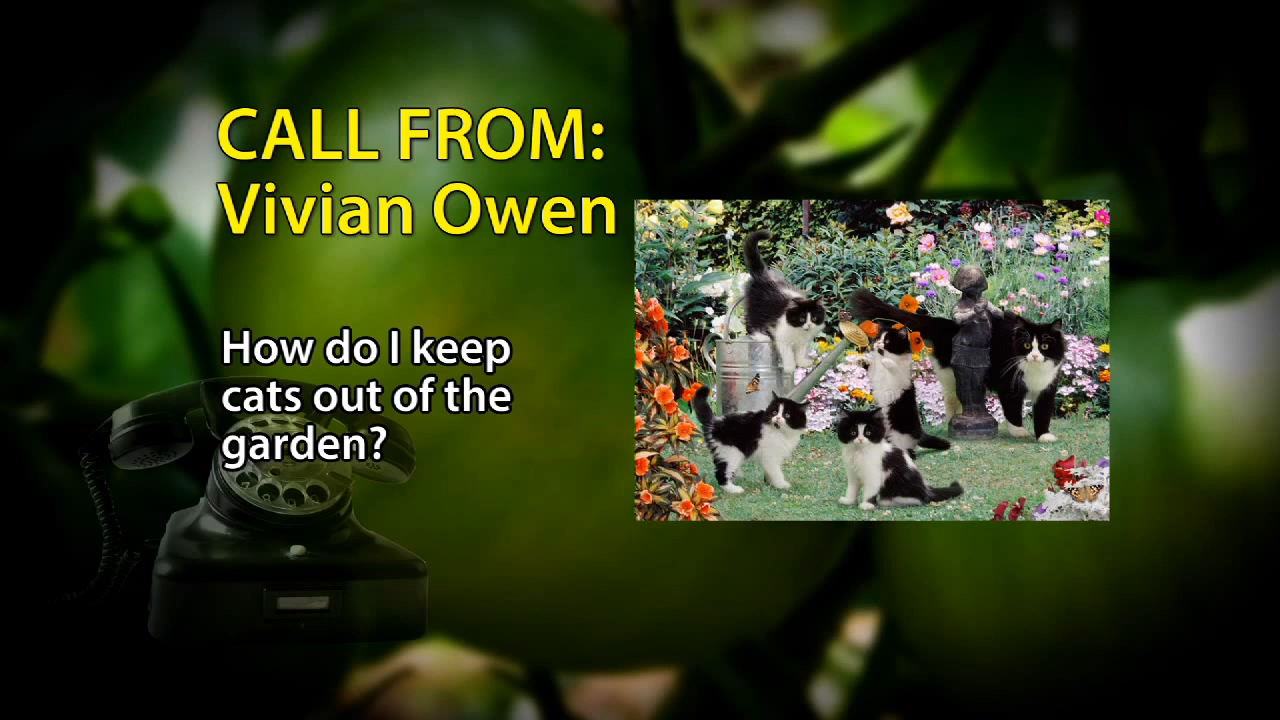 CALL FROM:
Vivian Owen
How do I keep
cats out of the
garden?